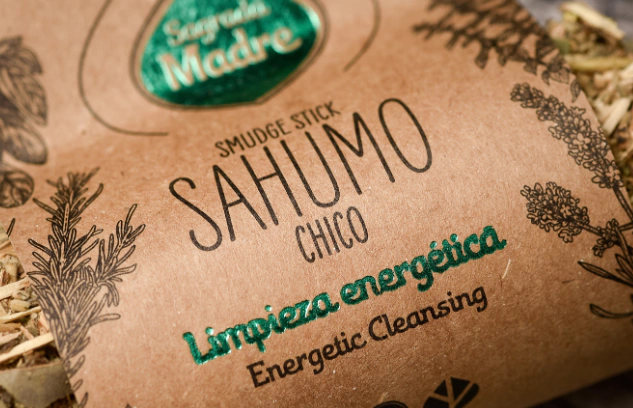 Sagrada
Madre
SMUDGE STICK
SAHUMO
CHICO
Limpieza energética
Energetic Cleansing